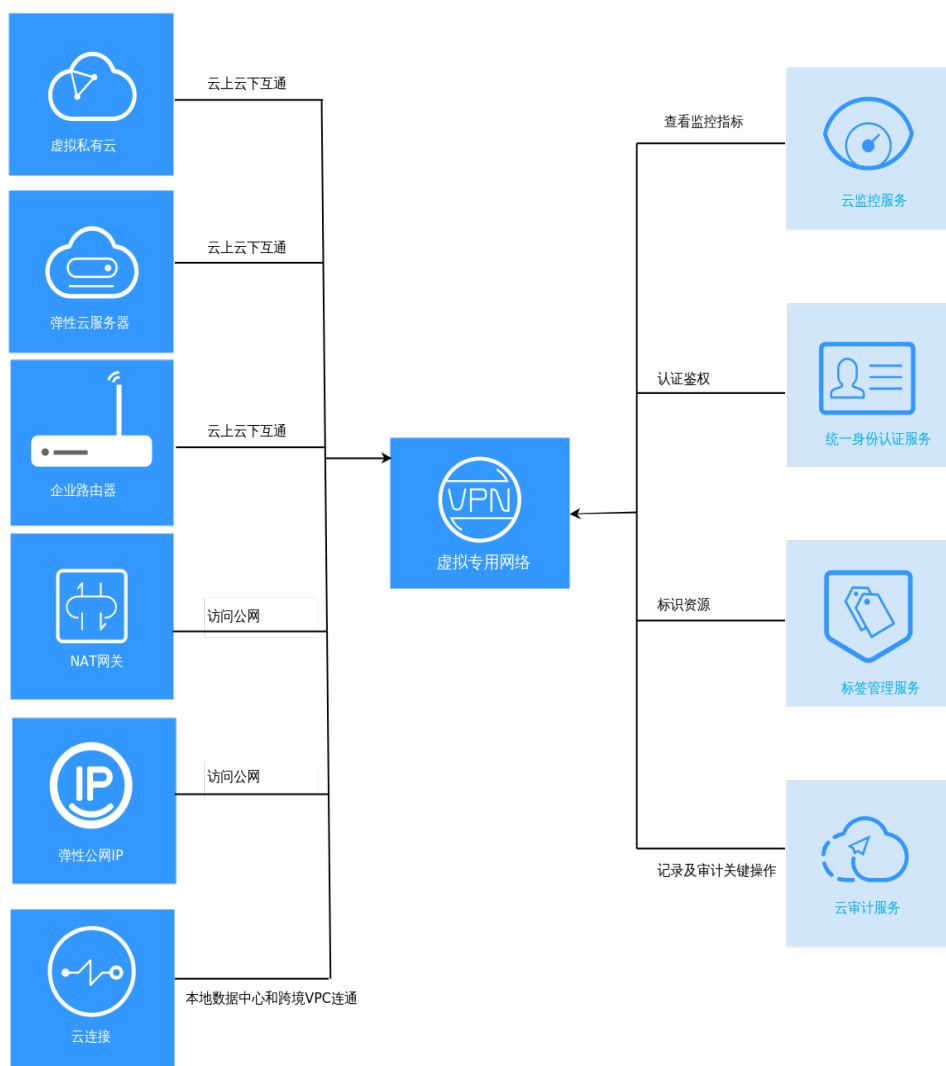 云上云下互通
虚拟私有云
云上云下互通
弹性云服务器
云上云下互通
企业路由器
访问公网
NAT网关
访问公网
IP
弹性公网IP
云连接
本地数据中心和跨境VPC连通
VPN
虚拟专用网络
查看监控指标
云监控服务
认证鉴权
统一身份认证服务
标识资源
标签管理服务
记录及审计关键操作
云审计服务